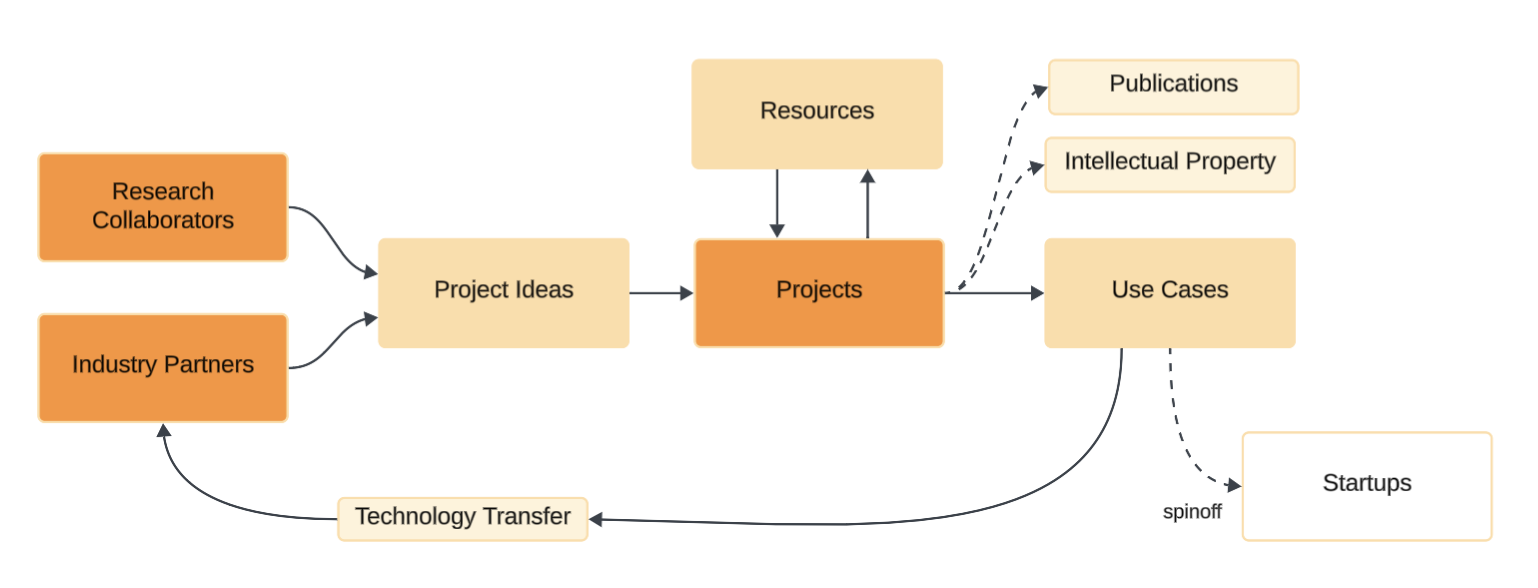 Resources
Publications
Intellectual Property
Research
Collaborators
Project Ideas
Projects
Use Cases
Industry Partners
Technology Transfer
Startups
spinoff